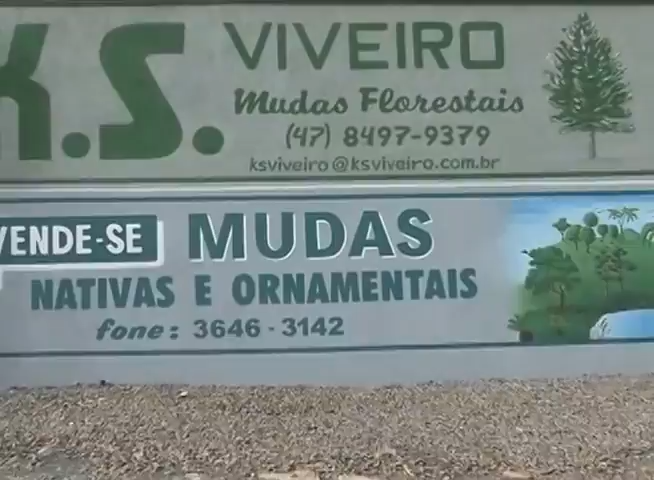 K.S. VIVEIRO
Mudas Florestais
(47) 8497-9379
ksviveiro@ksviveiro.com.br
VENDE-SE MUDAS
NATIVAS E ORNAMENTAIS
fone: 3646-3142